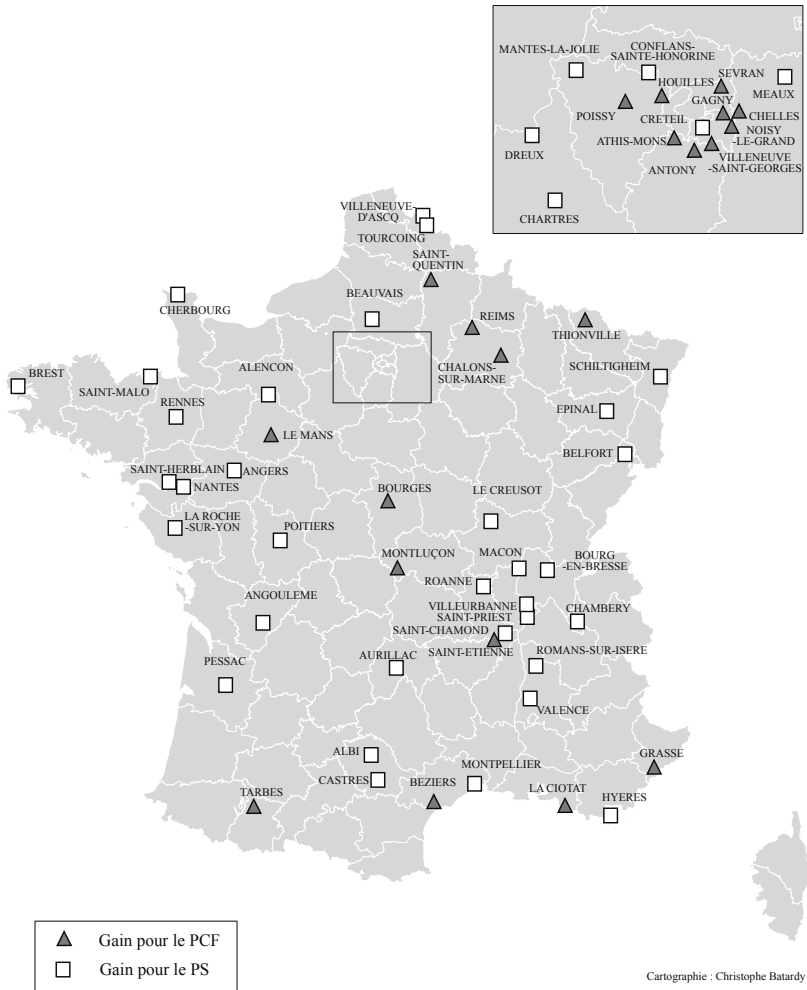 MANTES-LA-JOLIE
CONFLANS-
SAINTE-HONORINE
HOUILLES
SEVRAN
MEAUX
GAGNY
POISSY
CRETEIL
CHELLES
NOISY
-LE-GRAND
ATHIS-MONS
DREUX
VILLENEUVE
-SAINT-GEORGES
ANTONY
CHARTRES
VILLENEUVE-
D'ASCQ
TOURCOING
SAINT-
QUENTIN
BEAUVAIS
CHERBOURG
REIMS
THIONVILLE
CHALONS-
SUR-MARNE
ALENCON
SCHILTIGHEIM
BREST
SAINT-MALO
RENNES
EPINAL
LE MANS
BELFORT
SAINT-HERBLAIN
ANGERS
NANTES
BOURGES
LE CREUSOT
LA ROCHE
-SUR-YON
POITIERS
MONTLUÇON
MACON
BOURG
-EN-BRESSE
ROANNE
ANGOULEME
VILLEURBANNE
SAINT-PRIEST
CHAMBERY
SAINT-CHAMOND
SAINT-ETIENNE
ROMANS-SUR-ISERE
AURILLAC
PESSAC
VALENCE
ALBI
GRASSE
MONTPELLIER
CASTRES
BEZIERS
LA CIOTAT
TARBES
HYERES
Gain pour le PCF
Gain pour le PS
Cartographie : Christophe Batardy